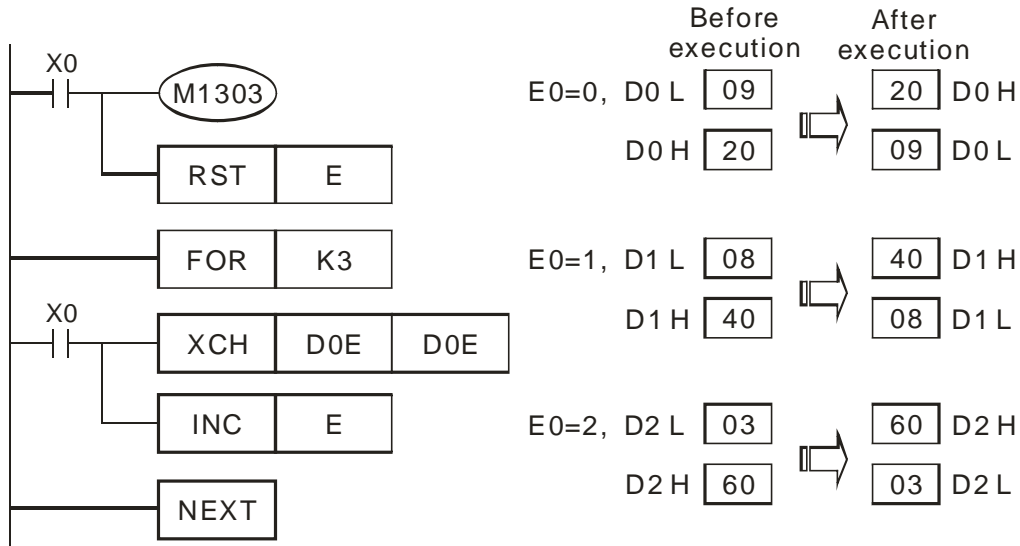 X0
M1303
RST E
FOR K3
X0
XCH D0E D0E
INC E
NEXT
Before execution
After execution
E0=0, D0 L 09 20 D0 H
D0 H 20 09 D0 L
E0=1, D1 L 08 40 D1 H
D1 H 40 08 D1 L
E0=2, D2 L 03 60 D2 H
D2 H 60 03 D2 L